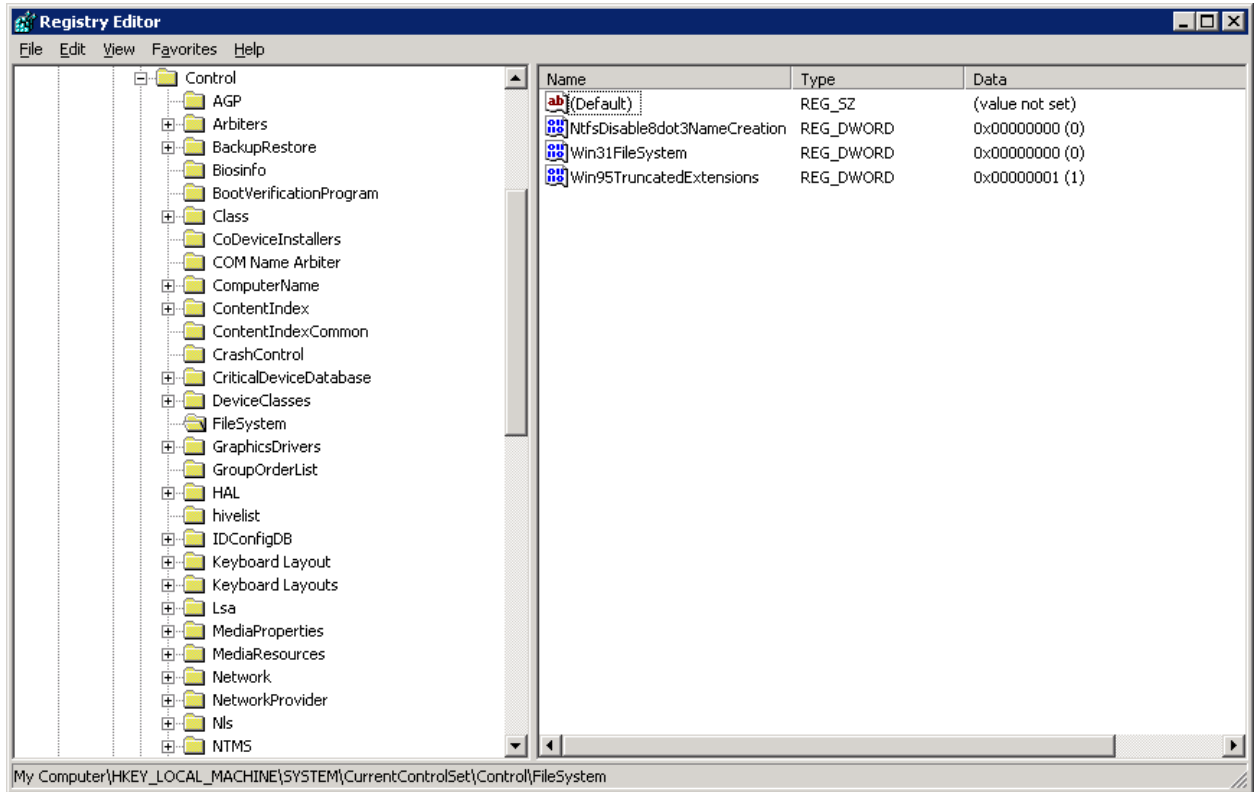 Registry Editor
File Edit View Favorites Help
Control
AGP
Arbiters
BackupRestore
Biosinfo
BootVerificationProgram
Class
CoDeviceInstallers
COM Name Arbiter
ComputerName
ContentIndex
ContentIndexCommon
CrashControl
CriticalDeviceDatabase
DeviceClasses
FileSystem
GraphicsDrivers
GroupOrderList
HAL
hivelist
IDConfigDB
Keyboard Layout
Keyboard Layouts
Lsa
MediaProperties
MediaResources
Network
NetworkProvider
Nls
NTMS
Name Type Data
(Default) REG_SZ (value not set)
NtfsDisable8dot3NameCreation REG_DWORD 0x00000000 (0)
Win31FileSystem REG_DWORD 0x00000000 (0)
Win95TruncatedExtensions REG_DWORD 0x00000001 (1)
My Computer\HKEY_LOCAL_MACHINE\SYSTEM\CurrentControlSet\Control\FileSystem